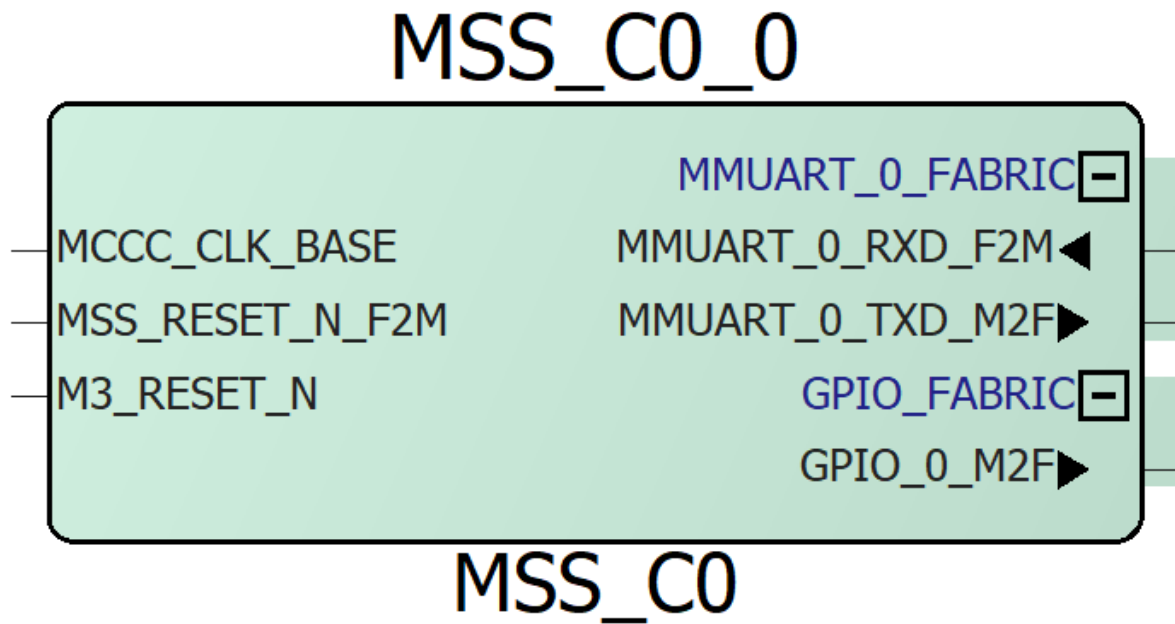 MSS_C0_0
MMUART_0_FABRIC
MCCC_CLK_BASE MMUART_0_RXD_F2M
MSS_RESET_N_F2M MMUART_0_TXD_M2F
M3_RESET_N GPIO_FABRIC
GPIO_0_M2F
MSS_C0